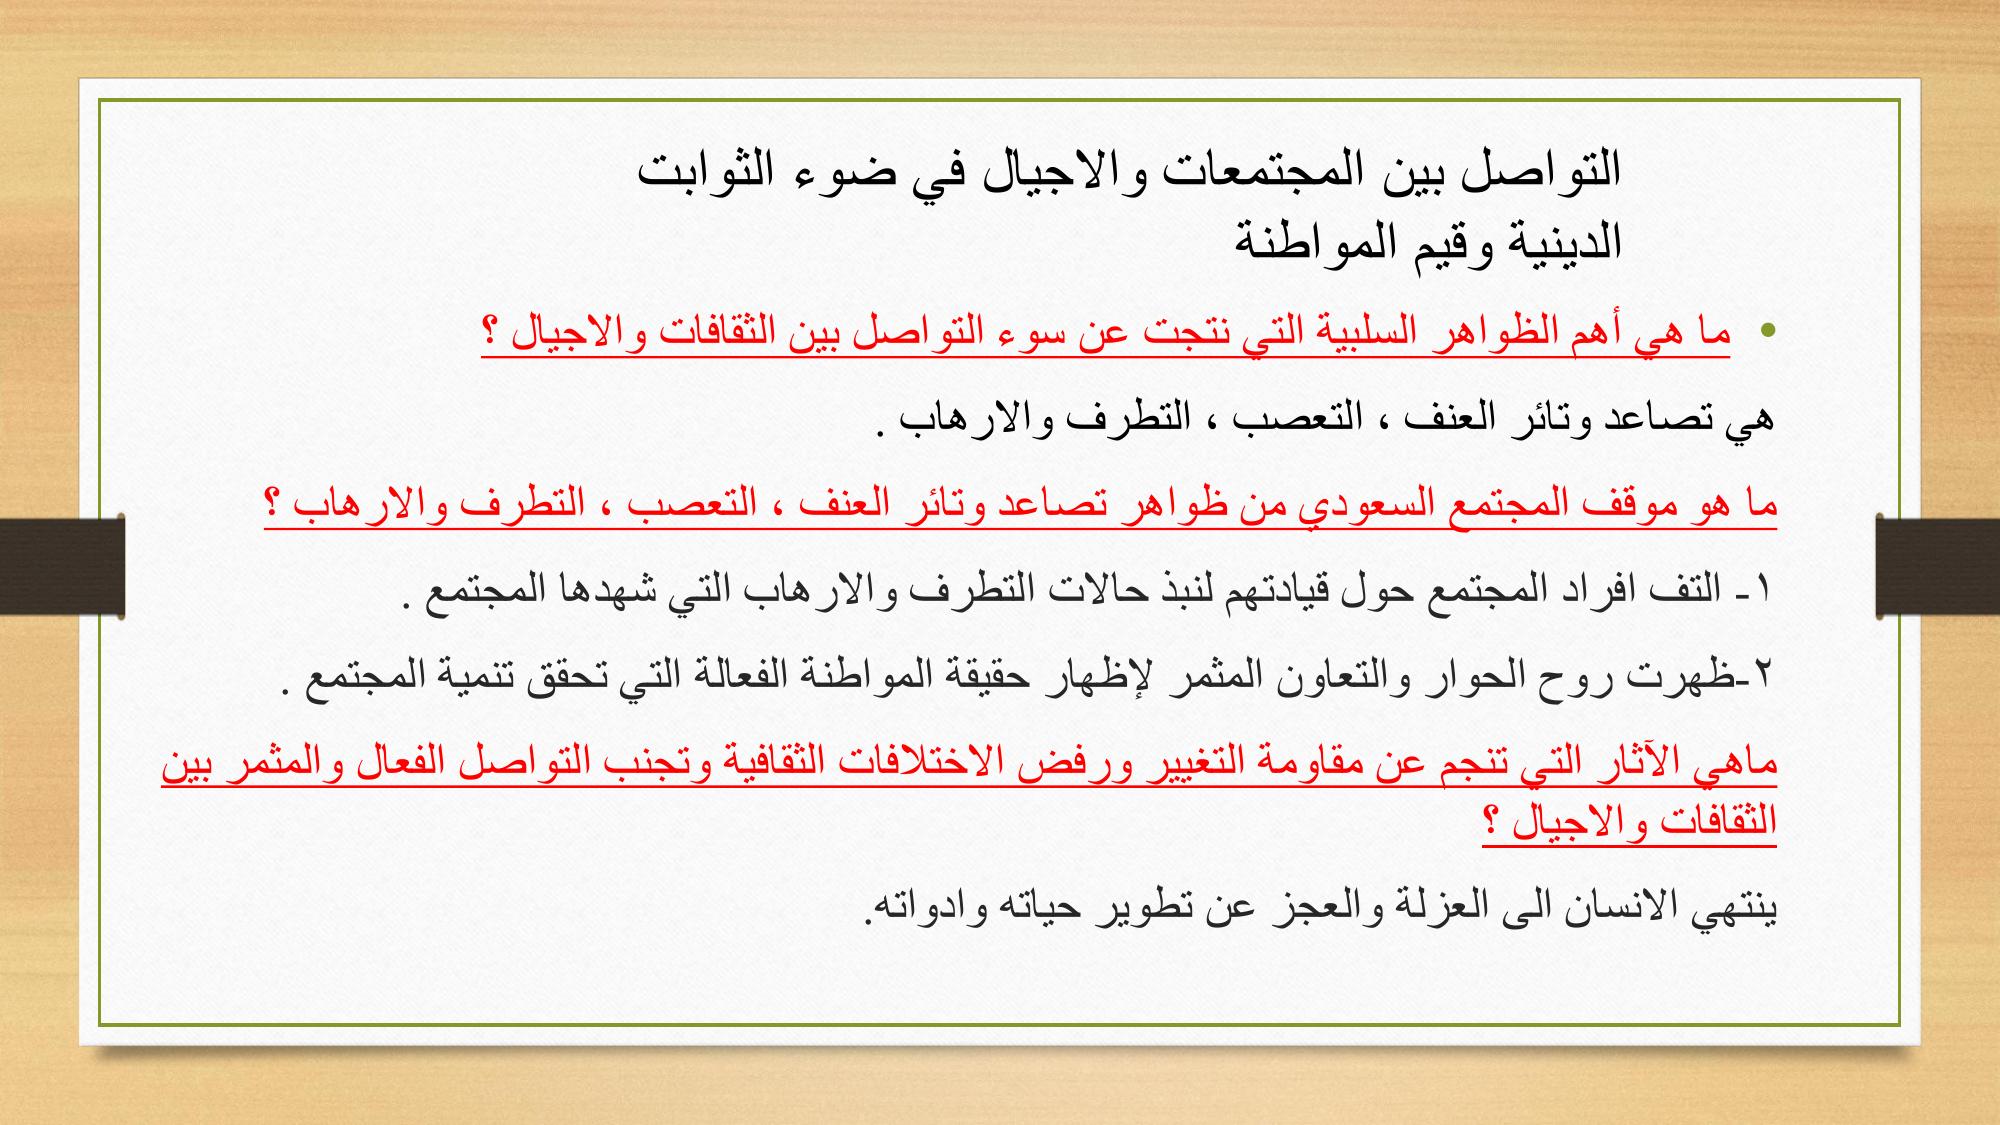 التواصل بين المجتمعات والاجيال في ضوء الثوابت
الدينية وقيم المواطنة
• ما هي أهم الظواهر السلبية التي نتجت عن سوء التواصل بين الثقافات والاجيال ؟
هي تصاعد وتائر العنف ، التعصب ، التطرف والارهاب .
ما هو موقف المجتمع السعودي من ظواهر تصاعد وتائر العنف ، التعصب ، التطرف والارهاب ؟
١- التف افراد المجتمع حول قيادتهم لنبذ حالات التطرف والارهاب التي شهدها المجتمع .
٢-ظهرت روح الحوار والتعاون المثمر لإظهار حقيقة المواطنة الفعالة التي تحقق تنمية المجتمع .
ماهي الآثار التي تنجم عن مقاومة التغيير ورفض الاختلافات الثقافية وتجنب التواصل الفعال والمثمر بين
الثقافات والاجيال ؟
ينتهي الانسان الى العزلة والعجز عن تطوير حياته وادواته.